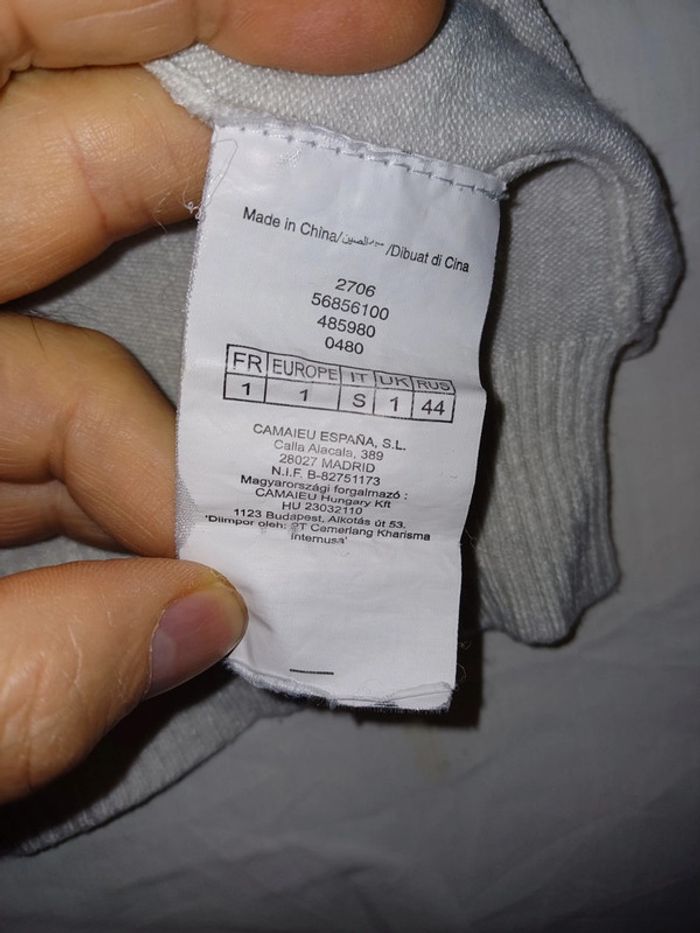 Made in China/صنع في الصين/Dibuat di Cina
2706
56856100
485980
0480
FR EUROPE IT UK RUS
1 1 S 1 44
CAMAIEU ESPAÑA, S.L.
Calla Alacala, 389
28027 MADRID
N.I.F. B-82751173
Magyarországi forgalmazó :
CAMAIEU Hungary Kft
HU 23032110
1123 Budapest, Alkotás út 53.
'Diimpor oleh: PT Cemerlang Kharisma
internusa'